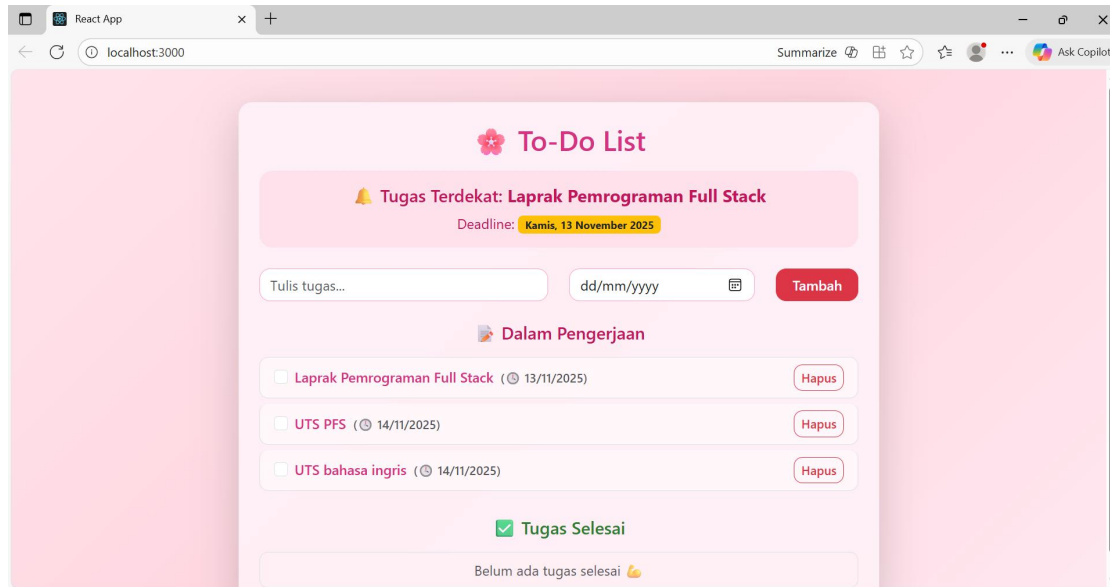 React App
localhost:3000
Summarize
Ask Copilot
🌸 To-Do List
🔔 Tugas Terdekat: Laprak Pemrograman Full Stack
Deadline: Kamis, 13 November 2025
Tulis tugas... dd/mm/yyyy Tambah
📝 Dalam Pengerjaan
Laprak Pemrograman Full Stack (🕒 13/11/2025) Hapus
UTS PFS (🕒 14/11/2025) Hapus
UTS bahasa ingris (🕒 14/11/2025) Hapus
✅ Tugas Selesai
Belum ada tugas selesai 💪